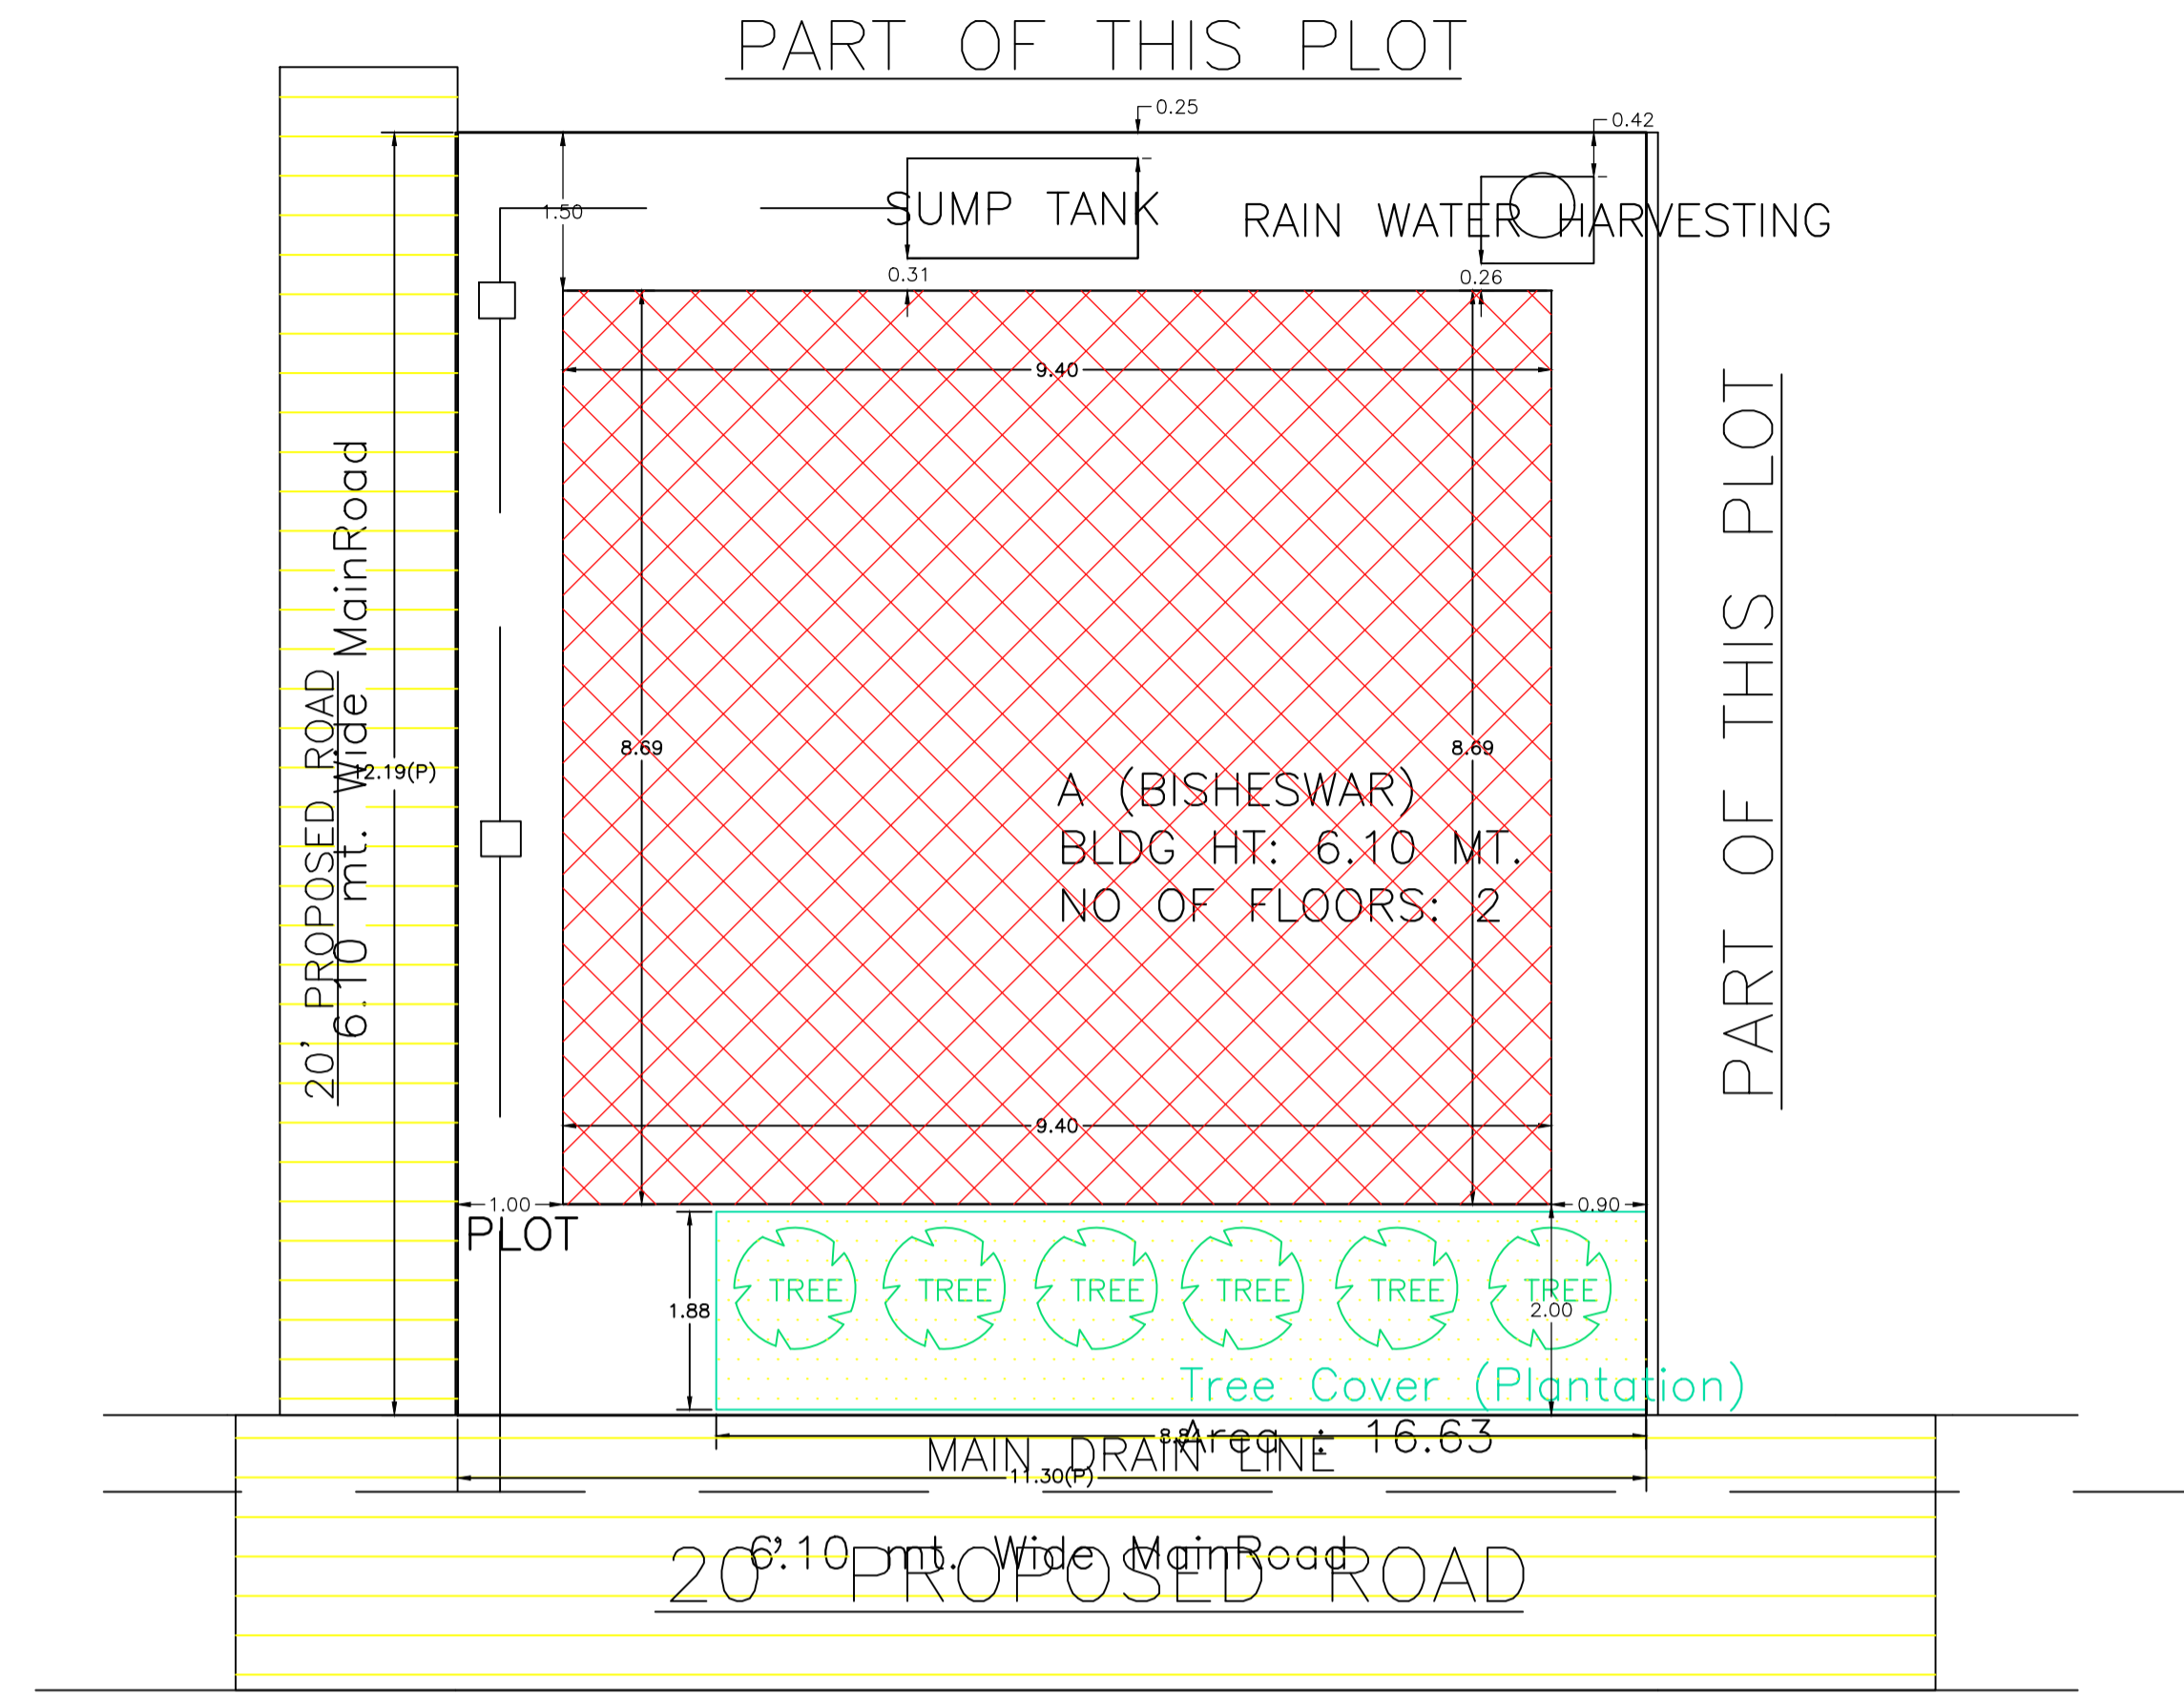 PART OF THIS PLOT
0.25
0.42
1.50
SUMP TANK
RAIN WATER HARVESTING
0.31
0.26
9.40
20' PROPOSED ROAD
6.10 mt. Wide MainRoad
12.19(P)
8.69
8.69
PART OF THIS PLOT
A (BISHESWAR)
BLDG HT: 6.10 MT.
NO OF FLOORS: 2
9.40
1.00
0.90
PLOT
TREE TREE TREE TREE TREE TREE
1.88
2.00
Tree Cover (Plantation)
Area : 16.63
MAIN DRAIN LINE
11.30(P)
6.10 mt. Wide MainRoad
20' PROPOSED ROAD